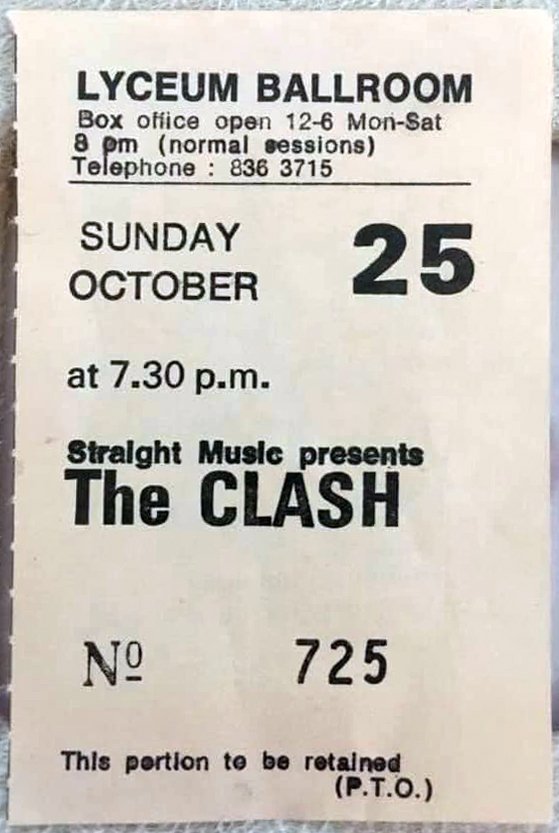 LYCEUM BALLROOM
Box office open 12-6 Mon-Sat
8 pm (normal sessions)
Telephone : 836 3715
SUNDAY
OCTOBER 25
at 7.30 p.m.
Straight Music presents
The CLASH
Nº 725
This portion to be retained
(P.T.O.)